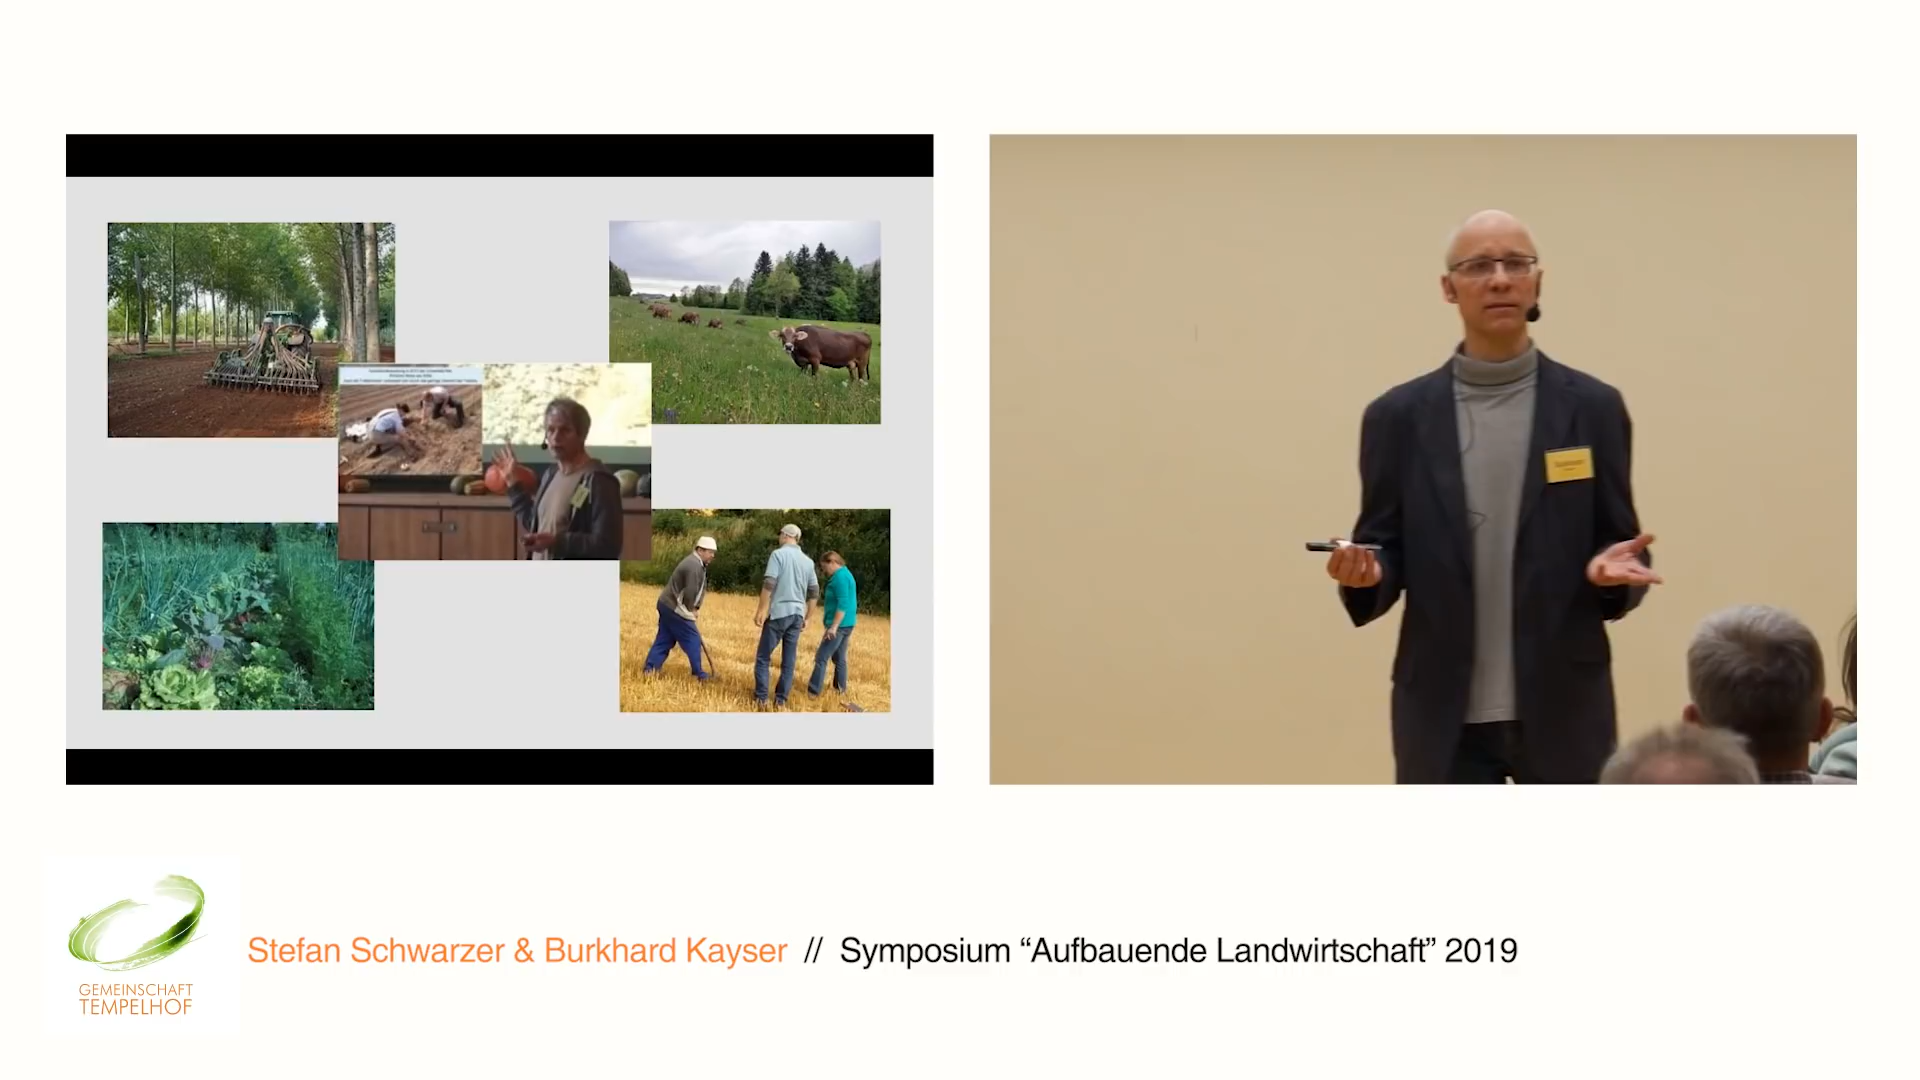 GEMEINSCHAFT
TEMPELHOF
Stefan Schwarzer & Burkhard Kayser // Symposium “Aufbauende Landwirtschaft” 2019